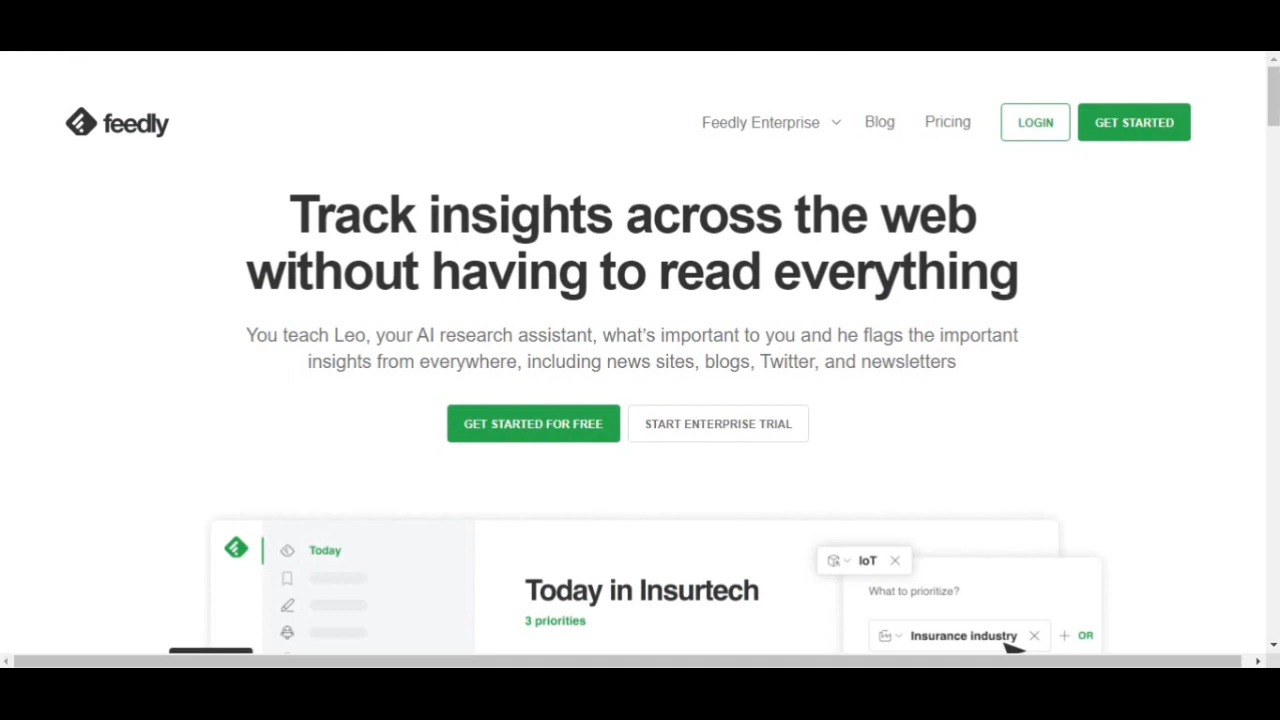 feedly
Feedly Enterprise
Blog
Pricing
LOGIN
GET STARTED
Track insights across the web
without having to read everything
You teach Leo, your AI research assistant, what's important to you and he flags the important
insights from everywhere, including news sites, blogs, Twitter, and newsletters
GET STARTED FOR FREE
START ENTERPRISE TRIAL
Today
Today in Insurtech
3 priorities
IoT
What to prioritize?
Insurance industry
OR